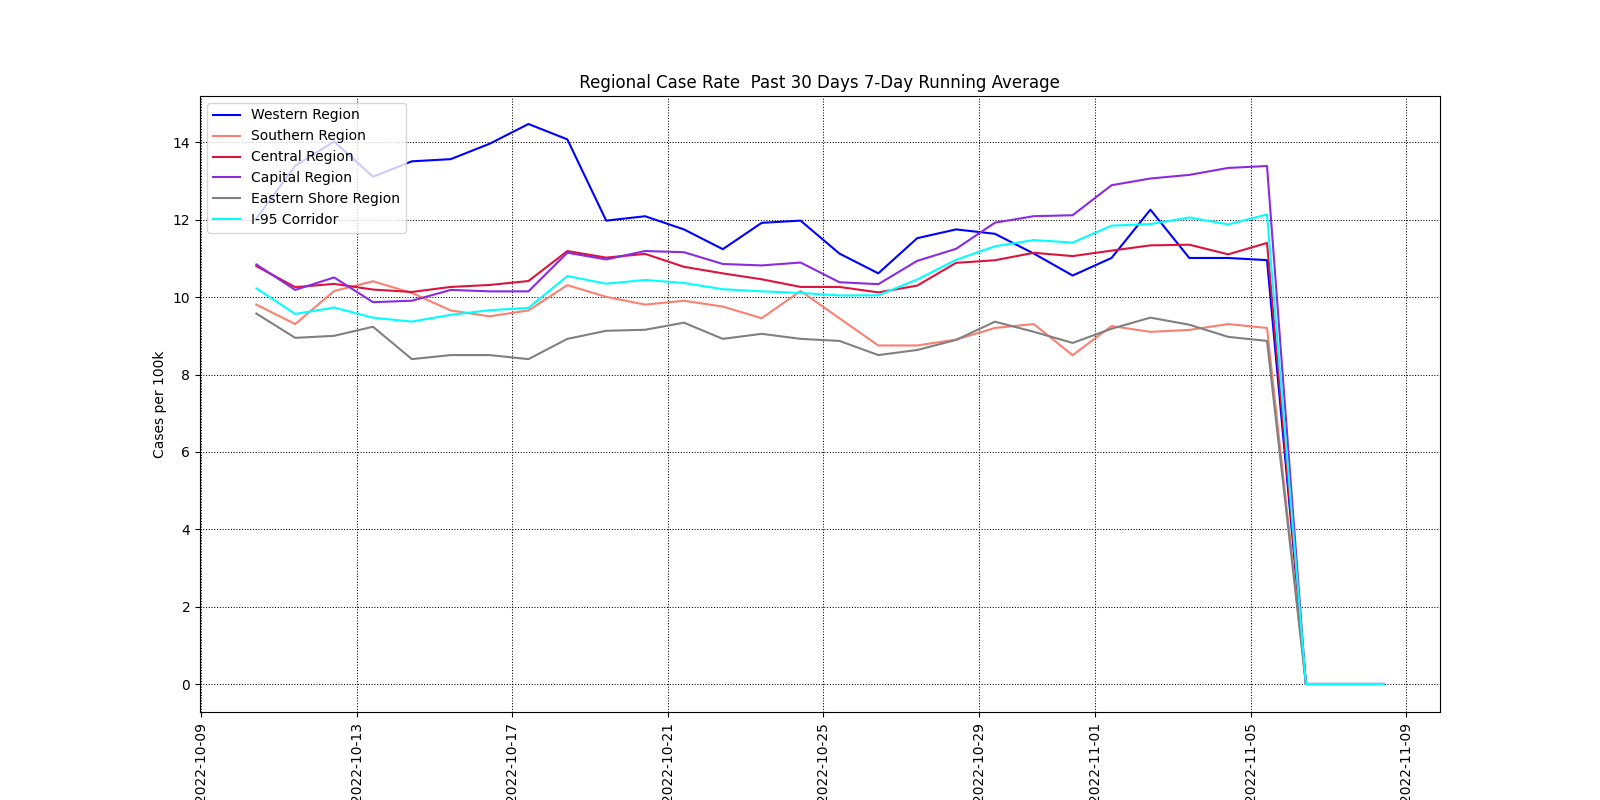 Regional Case Rate  Past 30 Days 7-Day Running Average
Western Region
Southern Region
Central Region
Capital Region
Eastern Shore Region
I-95 Corridor
Cases per 100k
14
12
10
8
6
4
2
0
2022-10-09
2022-10-13
2022-10-17
2022-10-21
2022-10-25
2022-10-29
2022-11-01
2022-11-05
2022-11-09